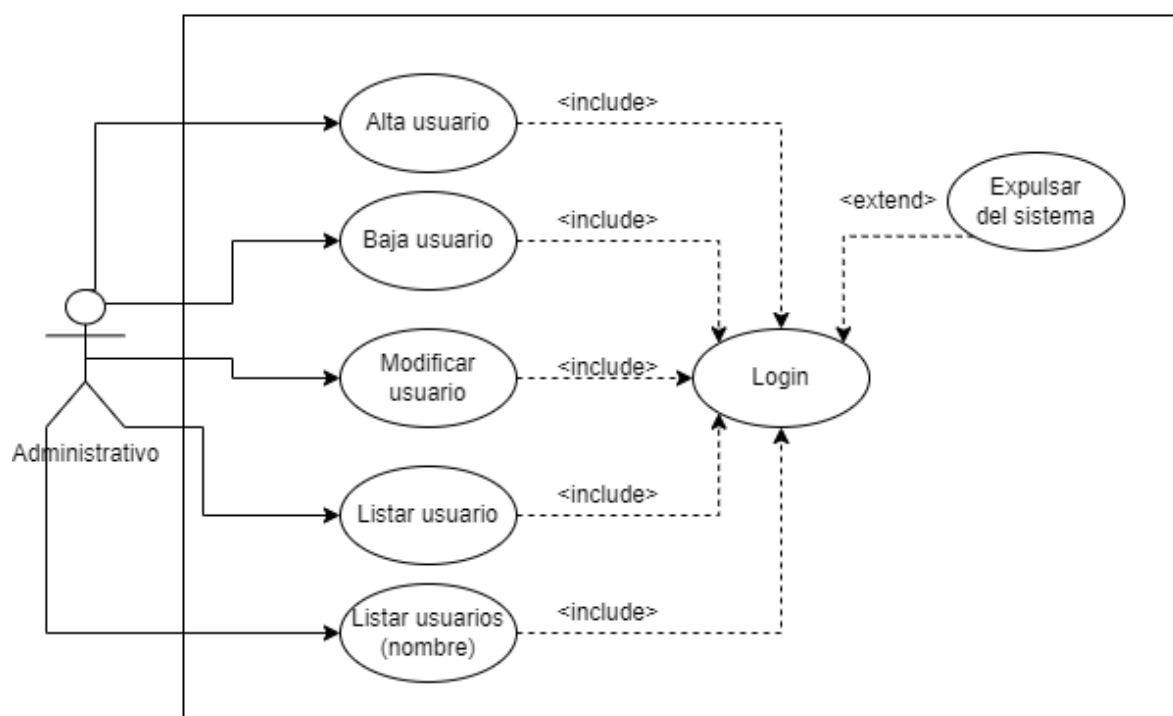 Alta usuario
<include>
Baja usuario
<include>
<extend>
Expulsar
del sistema
Modificar
usuario
<include>
Login
Administrativo
Listar usuario
<include>
Listar usuarios
(nombre)
<include>